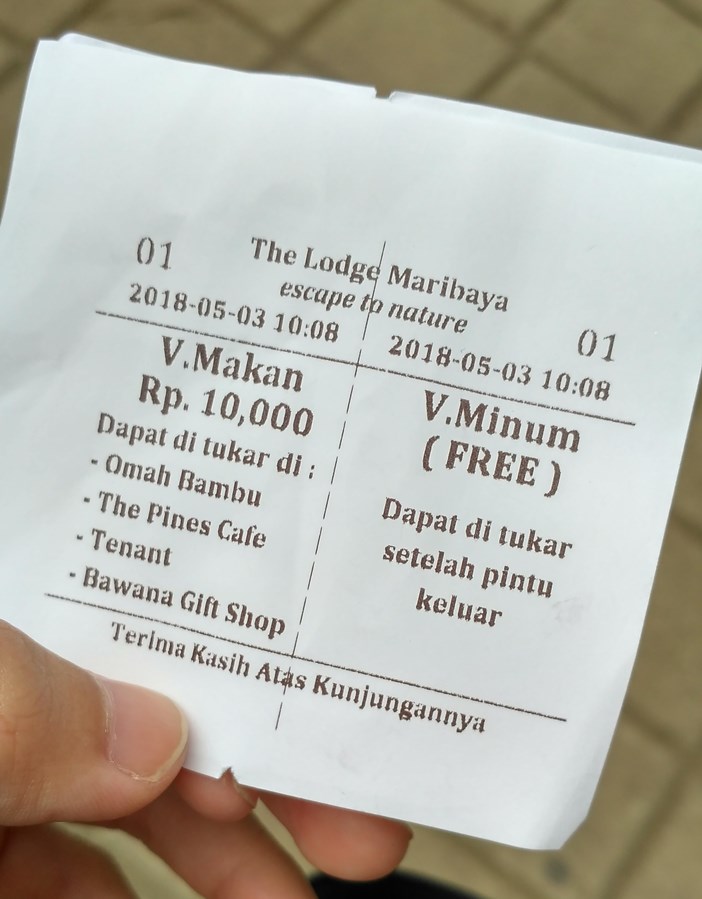 01
The Lodge Maribaya
escape to nature
01
2018-05-03 10:08
2018-05-03 10:08
V.Makan
Rp. 10,000
Dapat di tukar di :
- Omah Bambu
- The Pines Cafe
- Tenant
- Bawana Gift Shop
V.Minum
( FREE )
Dapat di tukar
setelah pintu
keluar
Terima Kasih Atas Kunjungannya